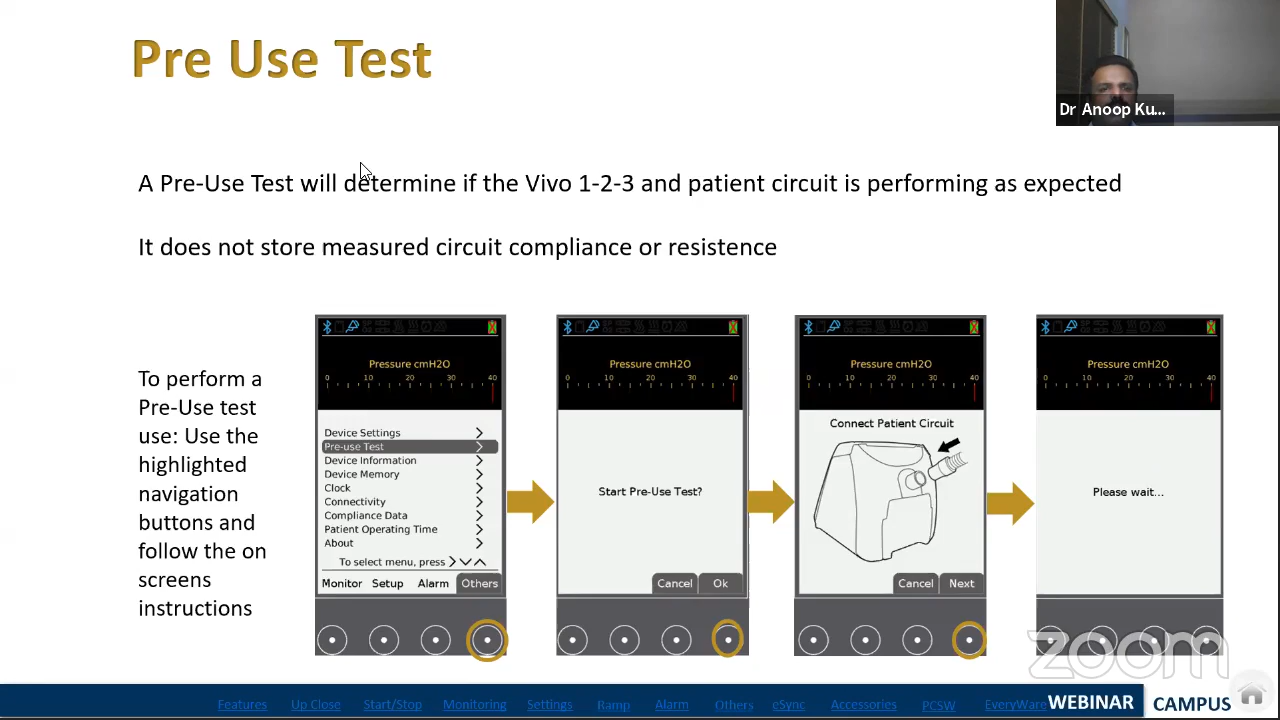 Pre Use Test
Dr Anoop Ku...
A Pre-Use Test will determine if the Vivo 1-2-3 and patient circuit is performing as expected
It does not store measured circuit compliance or resistence
To perform a
Pre-Use test
use: Use the
highlighted
navigation
buttons and
follow the on
screens
instructions
Pressure cmH2O
0 10 20 30 40
Device Settings
Pre-use Test
Device Information
Device Memory
Clock
Connectivity
Compliance Data
Patient Operating Time
About
To select menu, press
Monitor Setup Alarm Others
Pressure cmH2O
0 10 20 30 40
Start Pre-Use Test?
Cancel Ok
Pressure cmH2O
0 10 20 30 40
Connect Patient Circuit
Cancel Next
Pressure cmH2O
0 10 20 30 40
Please wait...
zoom
Features Up Close Start/Stop Monitoring Settings Ramp Alarm Others eSync Accessories PCSW EveryWare WEBINAR CAMPUS